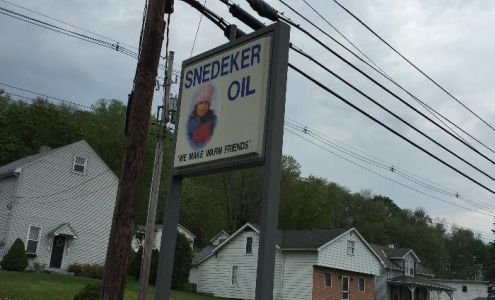 SNEDEKER
OIL
"WE MAKE WARM FRIENDS"